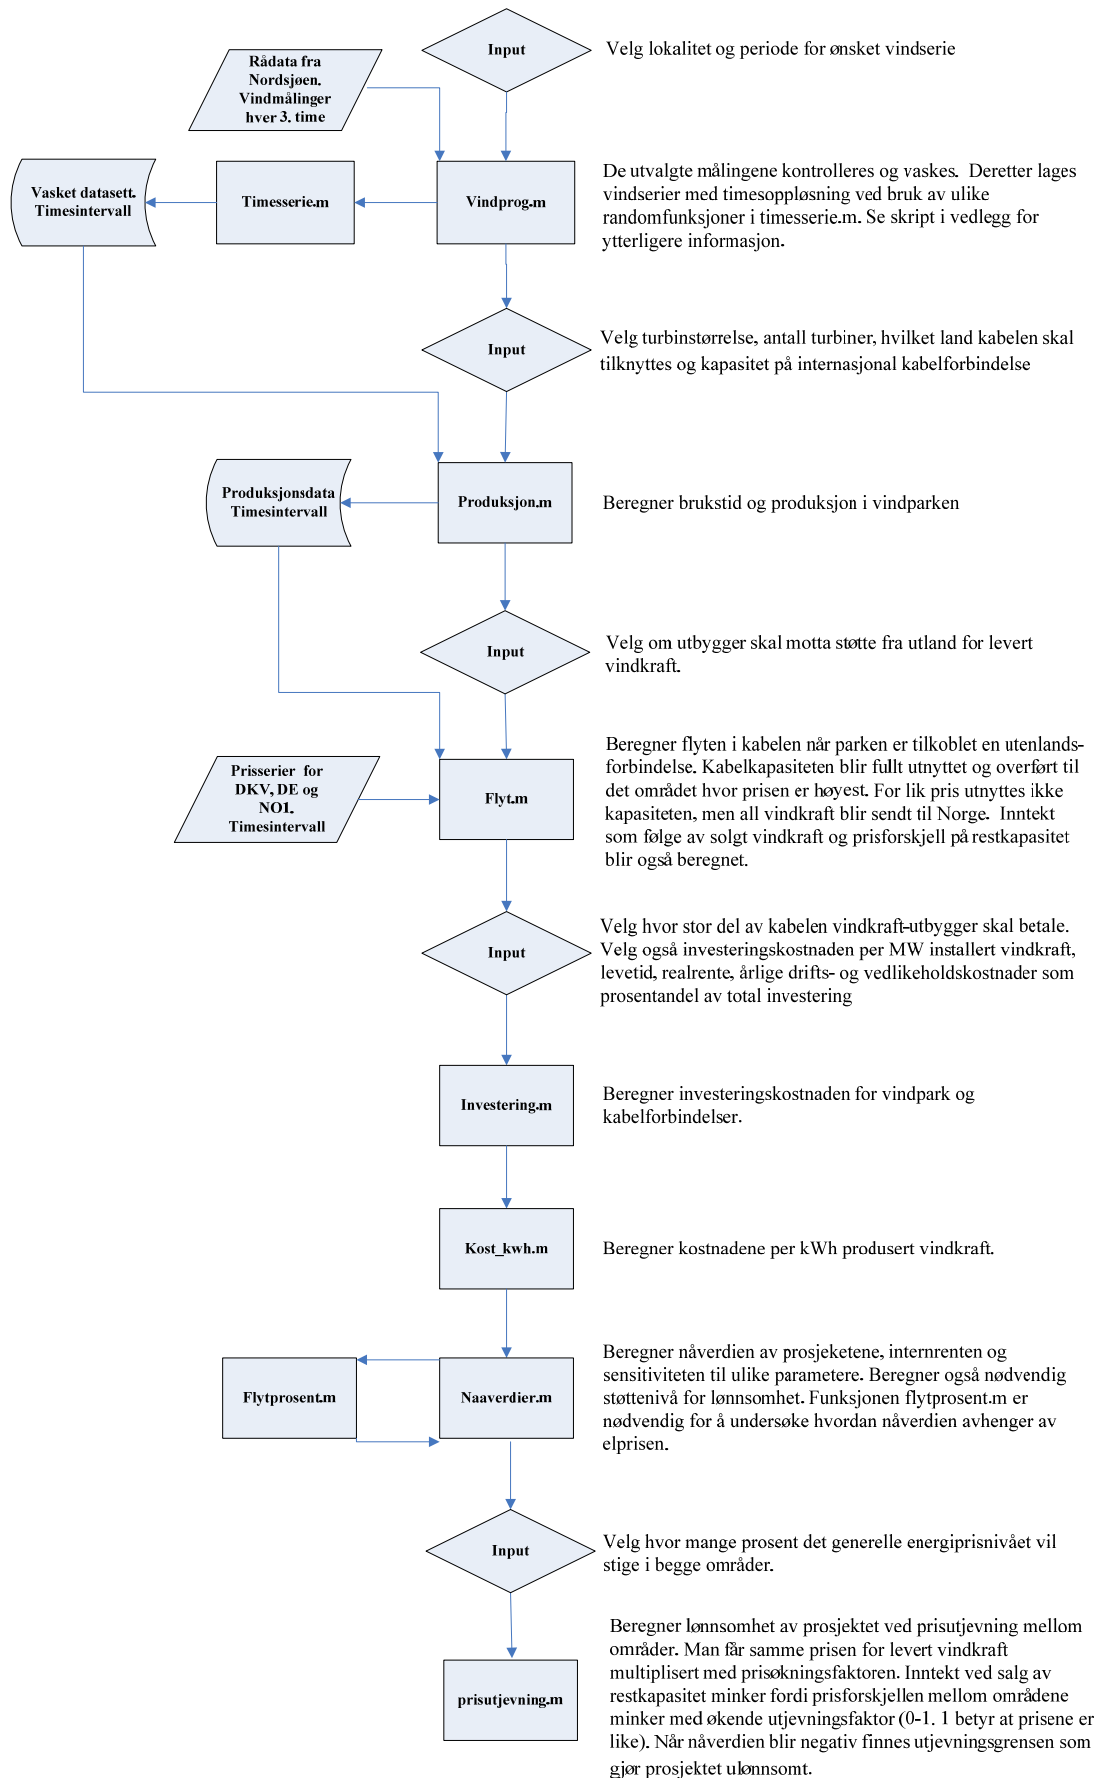 Input
Velg lokalitet og periode for ønsket vindserie
Rådata fra
Nordsjøen.
Vindmålinger
hver 3. time
Vasket datasett.
Timesintervall
Timesserie.m
Vindprog.m
De utvalgte målingene kontrolleres og vaskes. Deretter lages
vindserier med timesoppløsning ved bruk av ulike
randomfunksjoner i timesserie.m. Se skript i vedlegg for
ytterligere informasjon.
Input
Velg turbinstørrelse, antall turbiner, hvilket land kabelen skal
tilknyttes og kapasitet på internasjonal kabelforbindelse
Produksjonsdata
Timesintervall
Produksjon.m
Beregner brukstid og produksjon i vindparken
Input
Velg om utbygger skal motta støtte fra utland for levert
vindkraft.
Prisserier for
DKV, DE og
NO1.
Timesintervall
Flyt.m
Beregner flyten i kabelen når parken er tilkoblet en utenlands-
forbindelse. Kabelkapasiteten blir fullt utnyttet og overført til
det området hvor prisen er høyest. For lik pris utnyttes ikke
kapasiteten, men all vindkraft blir sendt til Norge. Inntekt
som følge av solgt vindkraft og prisforskjell på restkapasitet
blir også beregnet.
Input
Velg hvor stor del av kabelen vindkraft-utbygger skal betale.
Velg også investeringskostnaden per MW installert vindkraft,
levetid, realrente, årlige drifts- og vedlikeholdskostnader som
prosentandel av total investering
Investering.m
Beregner investeringskostnaden for vindpark og
kabelforbindelser.
Kost_kwh.m
Beregner kostnadene per kWh produsert vindkraft.
Flytprosent.m
Naaverdier.m
Beregner nåverdien av prosjeketene, internrenten og
sensitiviteten til ulike parametere. Beregner også nødvendig
støttenivå for lønnsomhet. Funksjonen flytprosent.m er
nødvendig for å undersøke hvordan nåverdien avhenger av
elprisen.
Input
Velg hvor mange prosent det generelle energiprisnivået vil
stige i begge områder.
prisutjevning.m
Beregner lønnsomhet av prosjektet ved prisutjevning mellom
områder. Man får samme prisen for levert vindkraft
multiplisert med prisøkningsfaktoren. Inntekt ved salg av
restkapasitet minker fordi prisforskjellen mellom områdene
minker med økende utjevningsfaktor (0-1. 1 betyr at prisene er
like). Når nåverdien blir negativ finnes utjevningsgrensen som
gjør prosjektet ulønnsomt.